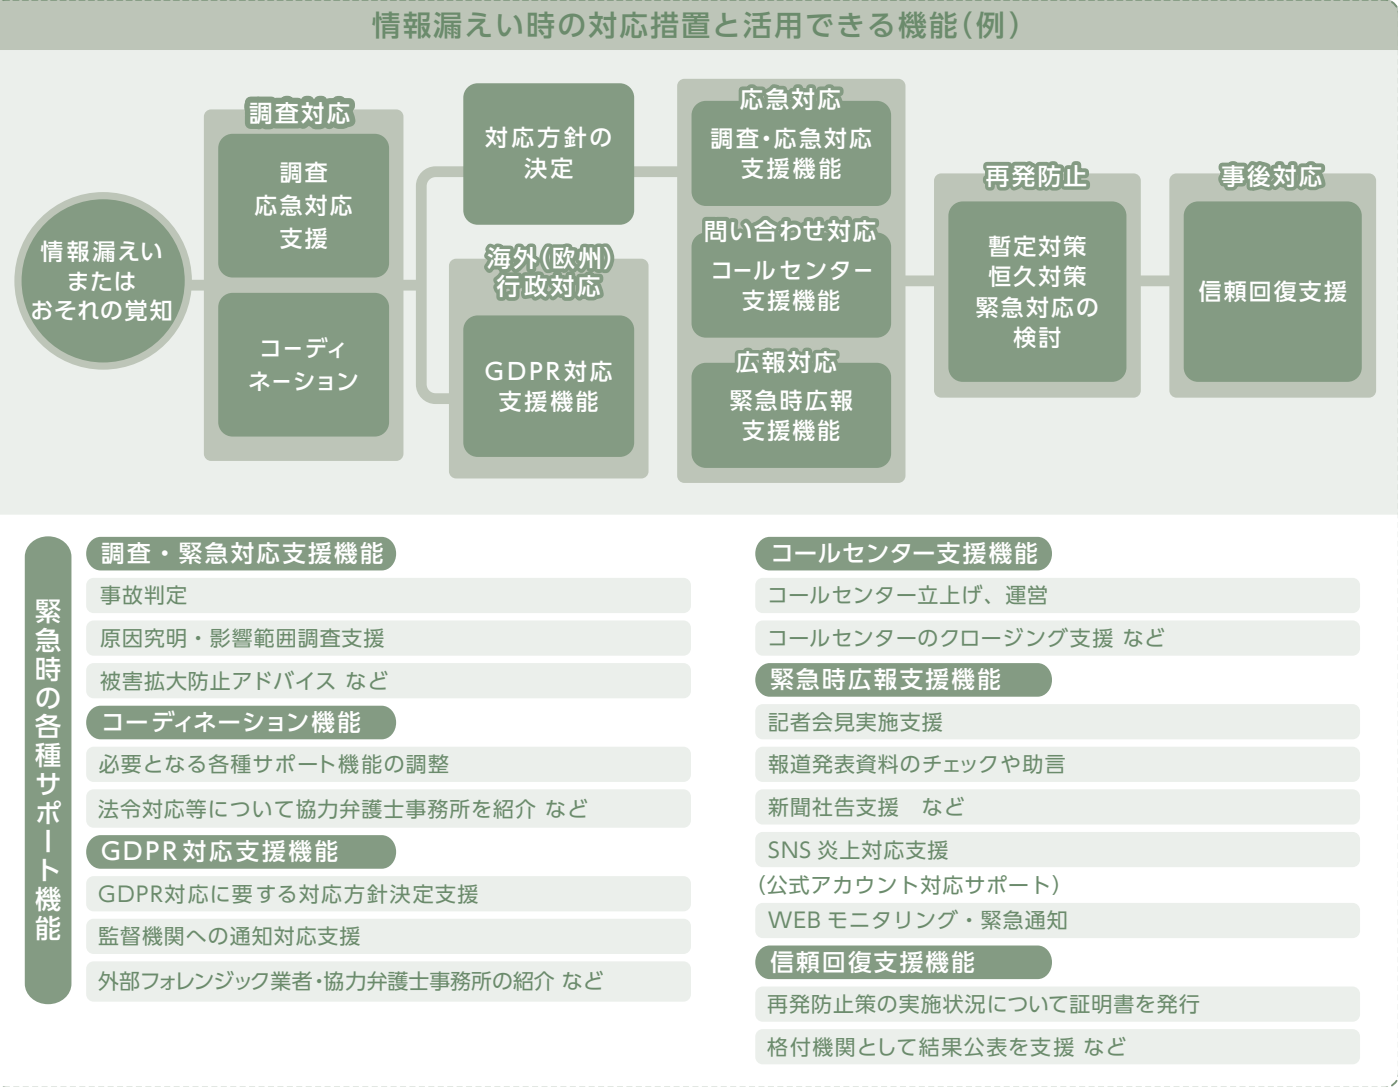 情報漏えい時の対応措置と活用できる機能(例)
情報漏えい
または
おそれの覚知
調査対応
調査
応急対応
支援
コーディ
ネーション
対応方針の
決定
海外(欧州)
行政対応
GDPR対応
支援機能
応急対応
調査・応急対応
支援機能
問い合わせ対応
コールセンター
支援機能
広報対応
緊急時広報
支援機能
再発防止
暫定対策
恒久対策
緊急対応の
検討
事後対応
信頼回復支援
緊急時の各種サポート機能
調査・緊急対応支援機能
事故判定
原因究明・影響範囲調査支援
被害拡大防止アドバイス など
コーディネーション機能
必要となる各種サポート機能の調整
法令対応等について協力弁護士事務所を紹介 など
GDPR対応支援機能
GDPR対応に要する対応方針決定支援
監督機関への通知対応支援
外部フォレンジック業者・協力弁護士事務所の紹介 など
コールセンター支援機能
コールセンター立上げ、運営
コールセンターのクロージング支援 など
緊急時広報支援機能
記者会見実施支援
報道発表資料のチェックや助言
新聞社告支援 など
SNS 炎上対応支援
(公式アカウント対応サポート)
WEB モニタリング・緊急通知
信頼回復支援機能
再発防止策の実施状況について証明書を発行
格付機関として結果公表を支援 など